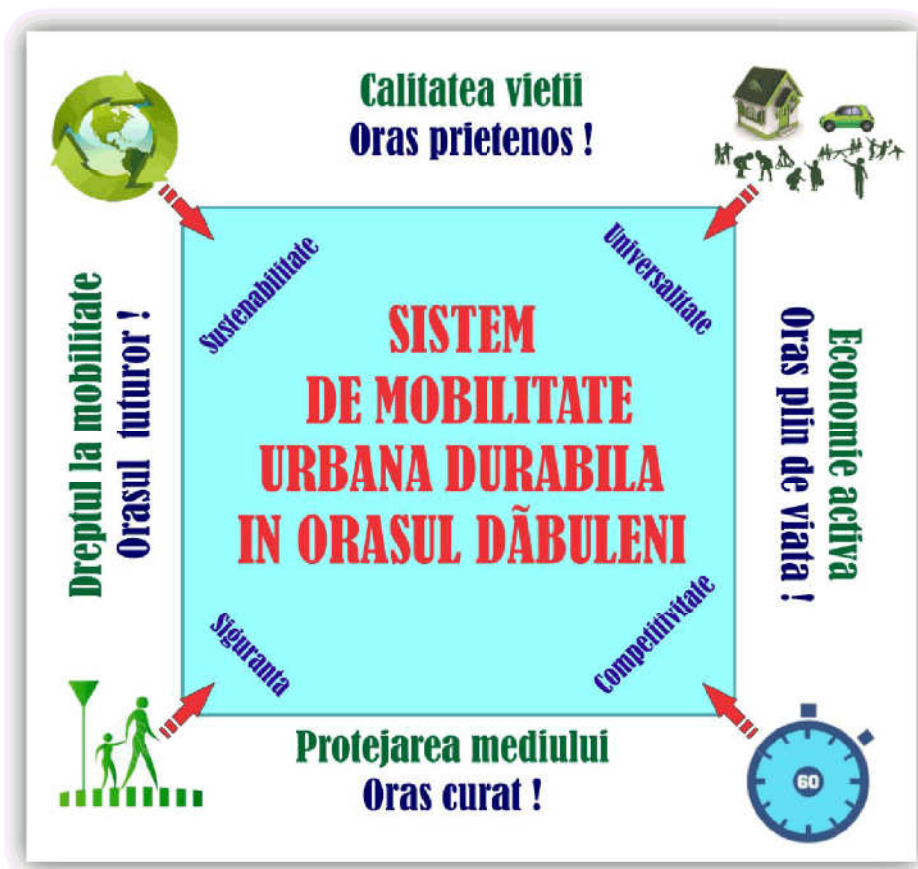 Calitatea vietii
Oras prietenos !
Sustenabilitate
Universalitate
Dreptul la mobilitate
Orasul tuturor !
SISTEM
DE MOBILITATE
URBANA DURABILA
IN ORASUL DÃBULENI
Economie activa
Oras plin de viata !
Siguranta
Competitivitate
Protejarea mediului
Oras curat !
60